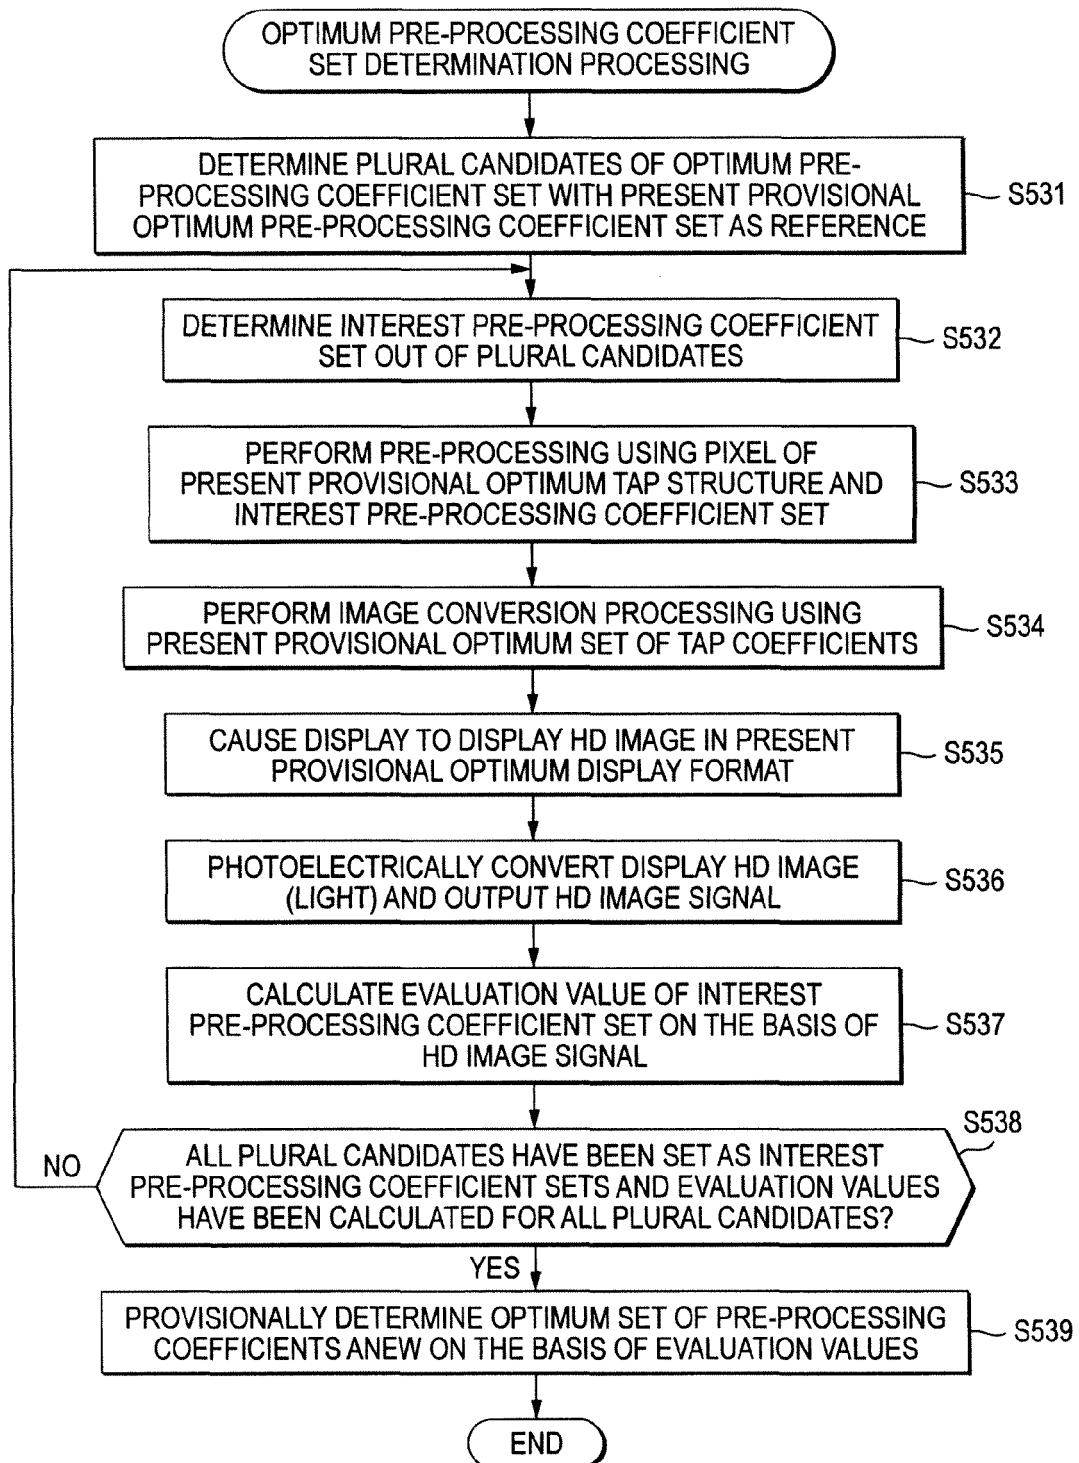 OPTIMUM PRE-PROCESSING COEFFICIENT
SET DETERMINATION PROCESSING
DETERMINE PLURAL CANDIDATES OF OPTIMUM PRE-
PROCESSING COEFFICIENT SET WITH PRESENT PROVISIONAL
OPTIMUM PRE-PROCESSING COEFFICIENT SET AS REFERENCE
S531
DETERMINE INTEREST PRE-PROCESSING COEFFICIENT
SET OUT OF PLURAL CANDIDATES
S532
PERFORM PRE-PROCESSING USING PIXEL OF
PRESENT PROVISIONAL OPTIMUM TAP STRUCTURE AND
INTEREST PRE-PROCESSING COEFFICIENT SET
S533
PERFORM IMAGE CONVERSION PROCESSING USING
PRESENT PROVISIONAL OPTIMUM SET OF TAP COEFFICIENTS
S534
CAUSE DISPLAY TO DISPLAY HD IMAGE IN PRESENT
PROVISIONAL OPTIMUM DISPLAY FORMAT
S535
PHOTOELECTRICALLY CONVERT DISPLAY HD IMAGE
(LIGHT) AND OUTPUT HD IMAGE SIGNAL
S536
CALCULATE EVALUATION VALUE OF INTEREST
PRE-PROCESSING COEFFICIENT SET ON THE BASIS OF
HD IMAGE SIGNAL
S537
S538
ALL PLURAL CANDIDATES HAVE BEEN SET AS INTEREST
PRE-PROCESSING COEFFICIENT SETS AND EVALUATION VALUES
HAVE BEEN CALCULATED FOR ALL PLURAL CANDIDATES?
NO
YES
PROVISIONALLY DETERMINE OPTIMUM SET OF PRE-PROCESSING
COEFFICIENTS ANEW ON THE BASIS OF EVALUATION VALUES
S539
END